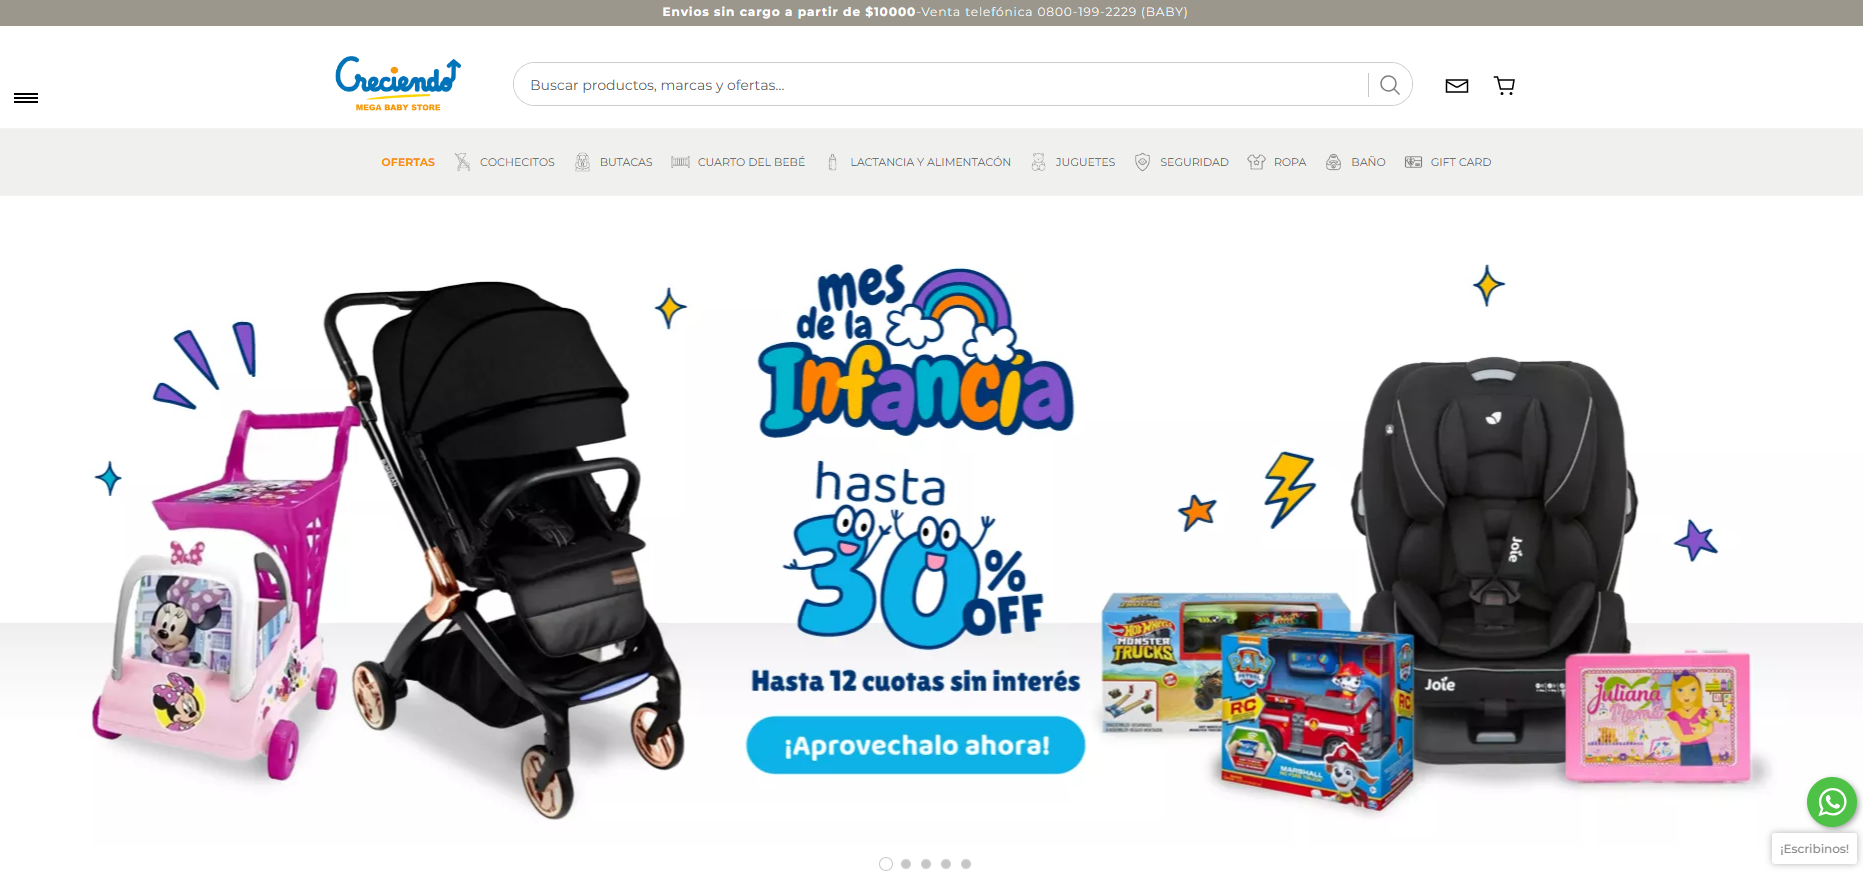 Envios sin cargo a partir de $10000-Venta telefónica 0800-199-2229 (BABY)
Creciendo
MEGA BABY STORE
Buscar productos, marcas y ofertas...
OFERTAS COCHECITOS BUTACAS CUARTO DEL BEBÉ LACTANCIA Y ALIMENTACÓN JUGUETES SEGURIDAD ROPA BAÑO GIFT CARD
mes
de la
Infancia
hasta
30% OFF
Hasta 12 cuotas sin interés
¡Aprovechalo ahora!
HOT WHEELS
MONSTER
TRUCKS
PAW
PATROL
RC
RC
MARSHALL
Joie
Joie
Juliana
Mamá
¡Escribinos!